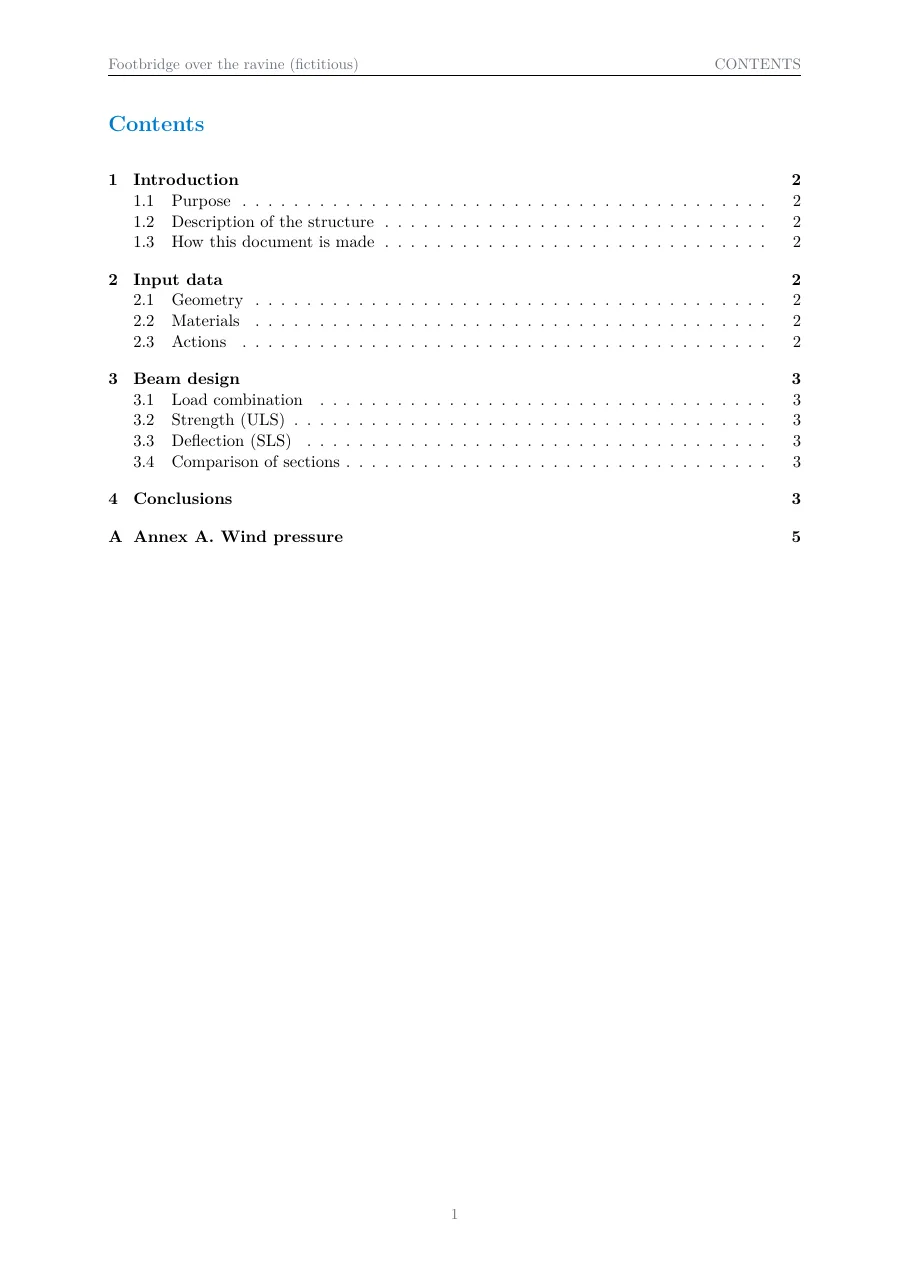 Footbridge over the ravine (fictitious) CONTENTS
Contents
1 Introduction 2
1.1 Purpose . . . . . . . . . . . . . . . . . . . . . . . . . . . . . . . . . . . . . . . . . 2
1.2 Description of the structure . . . . . . . . . . . . . . . . . . . . . . . . . . . . . . 2
1.3 How this document is made . . . . . . . . . . . . . . . . . . . . . . . . . . . . . . 2
2 Input data 2
2.1 Geometry . . . . . . . . . . . . . . . . . . . . . . . . . . . . . . . . . . . . . . . . 2
2.2 Materials . . . . . . . . . . . . . . . . . . . . . . . . . . . . . . . . . . . . . . . . 2
2.3 Actions . . . . . . . . . . . . . . . . . . . . . . . . . . . . . . . . . . . . . . . . . 2
3 Beam design 3
3.1 Load combination . . . . . . . . . . . . . . . . . . . . . . . . . . . . . . . . . . . 3
3.2 Strength (ULS) . . . . . . . . . . . . . . . . . . . . . . . . . . . . . . . . . . . . . 3
3.3 Deflection (SLS) . . . . . . . . . . . . . . . . . . . . . . . . . . . . . . . . . . . . 3
3.4 Comparison of sections . . . . . . . . . . . . . . . . . . . . . . . . . . . . . . . . . 3
4 Conclusions 3
A Annex A. Wind pressure 5
1